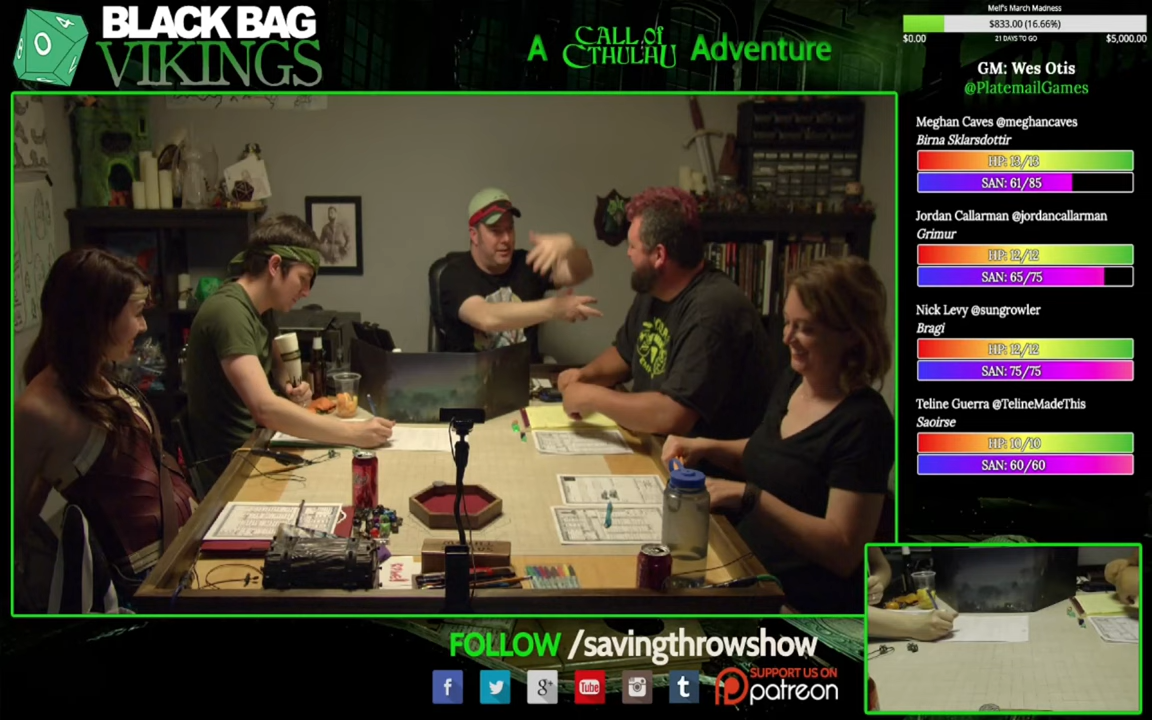 BLACK BAG
VIKINGS
A CALL of CTHULHU Adventure
Melf's March Madness
$833.00 (16.66%)
$0.00 21 DAYS TO GO $5,000.00
GM: Wes Otis
@PlatemailGames
Meghan Caves @meghancaves
Birna Sklarsdottir
HP: 13/13
SAN: 61/85
Jordan Callarman @jordancallarman
Grimur
HP: 12/12
SAN: 65/75
Nick Levy @sungrowler
Bragi
HP: 12/12
SAN: 75/75
Teline Guerra @TelineMadeThis
Saoirse
HP: 10/10
SAN: 60/60
FOLLOW /savingthrowshow
f g+ You Tube t
SUPPORT US ON
patreon